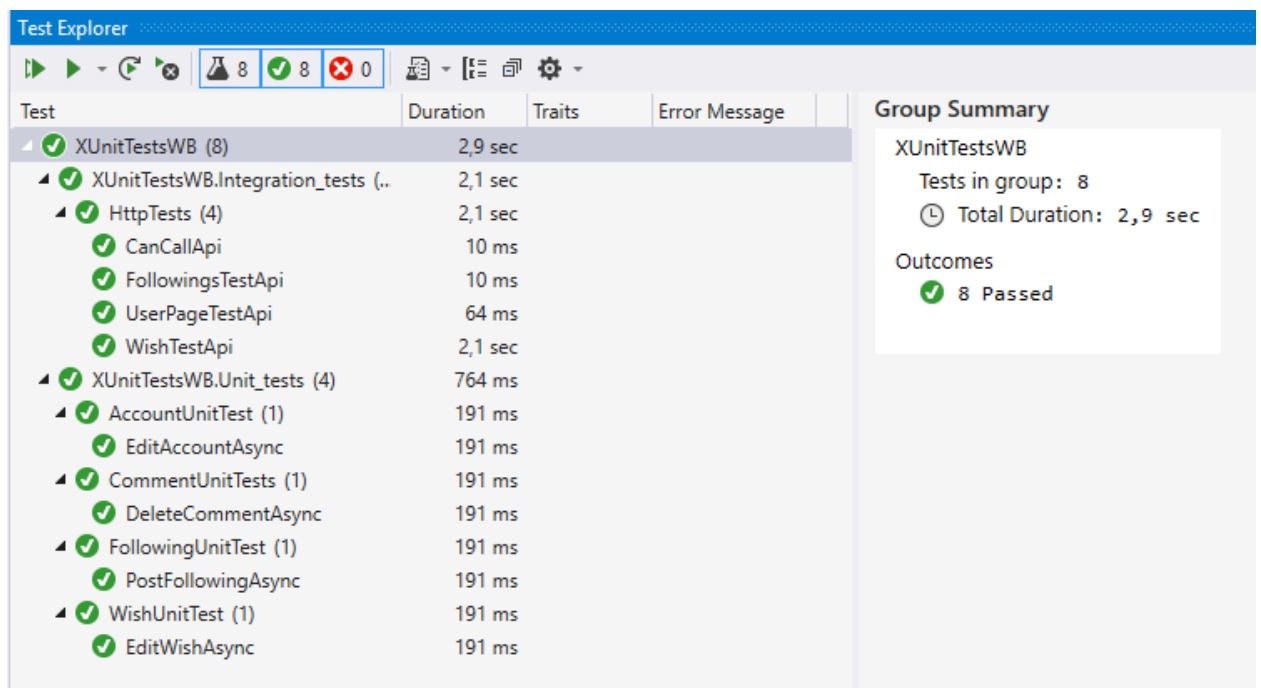 Test Explorer
8 8 0
Test Duration Traits Error Message
XUnitTestsWB (8) 2,9 sec
XUnitTestsWB.Integration_tests (.. 2,1 sec
HttpTests (4) 2,1 sec
CanCallApi 10 ms
FollowingsTestApi 10 ms
UserPageTestApi 64 ms
WishTestApi 2,1 sec
XUnitTestsWB.Unit_tests (4) 764 ms
AccountUnitTest (1) 191 ms
EditAccountAsync 191 ms
CommentUnitTests (1) 191 ms
DeleteCommentAsync 191 ms
FollowingUnitTest (1) 191 ms
PostFollowingAsync 191 ms
WishUnitTest (1) 191 ms
EditWishAsync 191 ms
Group Summary
XUnitTestsWB
Tests in group: 8
Total Duration: 2,9 sec
Outcomes
8 Passed